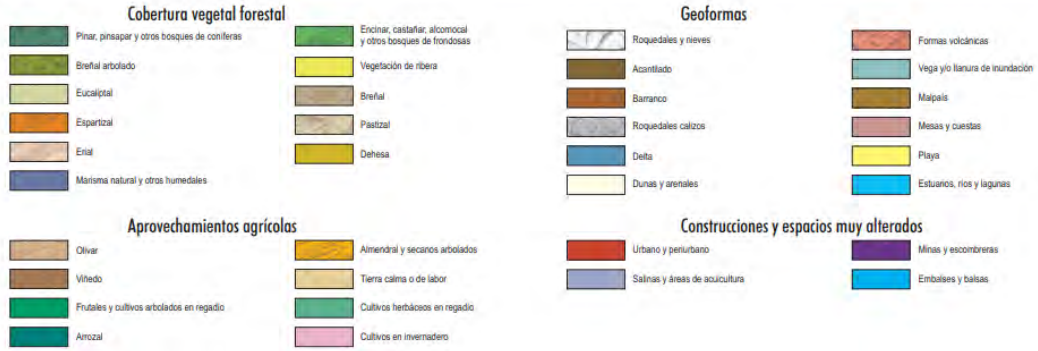 Cobertura vegetal forestal
Pinar, pinsapar y otros bosques de coníferas
Breñal arbolado
Eucaliptal
Espartizal
Erial
Marisma natural y otros humedales
Encinar, castañar, alcornocal
y otros bosques de frondosas
Vegetación de ribera
Breñal
Pastizal
Dehesa
Geoformas
Roquedales y nieves
Acantilado
Barranco
Roquedales calizos
Delta
Dunas y arenales
Formas volcánicas
Vega y/o llanura de inundación
Malpaís
Mesas y cuestas
Playa
Estuarios, ríos y lagunas
Aprovechamientos agrícolas
Olivar
Viñedo
Frutales y cultivos arbolados en regadío
Arrozal
Almendral y secanos arbolados
Tierra calma o de labor
Cultivos herbáceos en regadío
Cultivos en invernadero
Construcciones y espacios muy alterados
Urbano y periurbano
Salinas y áreas de acuicultura
Minas y escombreras
Embalses y balsas